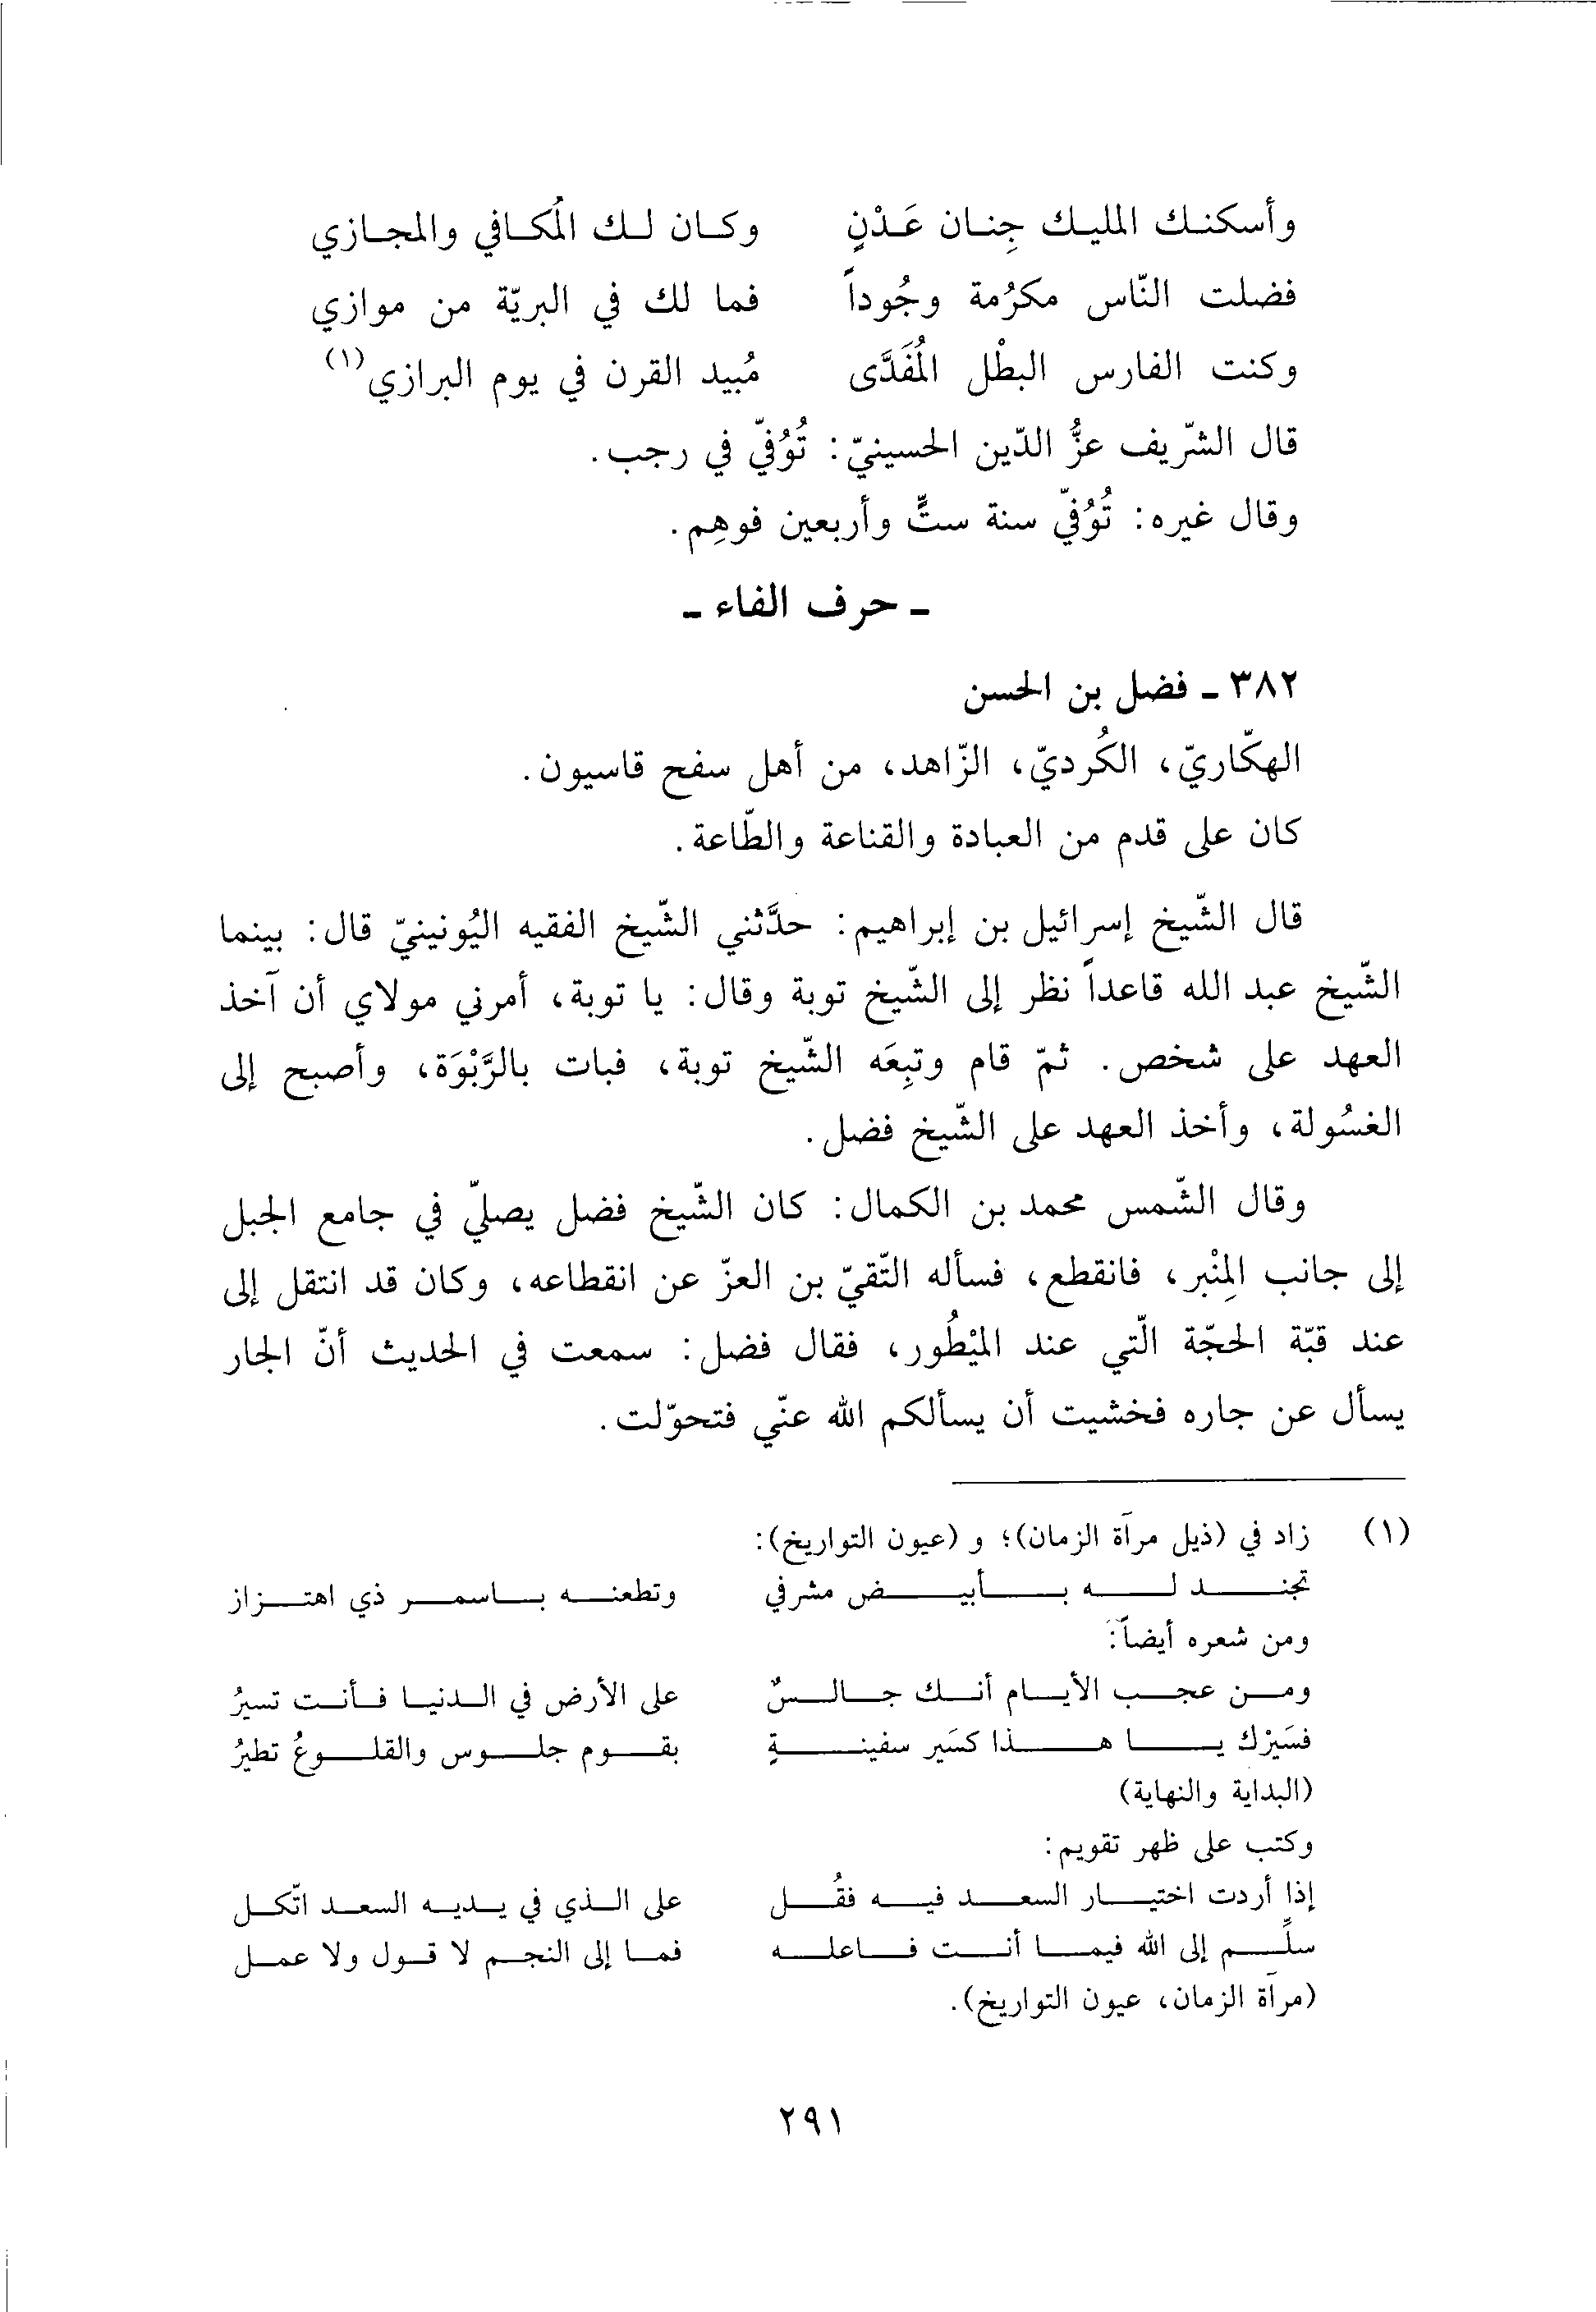 وأسكنك المليك جِنان عَدْنٍ وكان لك المُكافي والمجازي
فضلت النّاس مكرُمة وجُوداً فما لك في البريّة من موازي
وكنت الفارس البطْل المُفَدَّى مُبيد القرن في يوم البرازي(١)
قال الشّريف عزُّ الدّين الحسينيّ: تُوُفّي في رجب.
وقال غيره: تُوُفّي سنة ستٍّ وأربعين فوهِم.
ـ حرف الفاء ـ
٣٨٢ ـ فضل بن الحسن
الهكّاريّ، الكُرديّ، الزّاهد، من أهل سفح قاسيون.
كان على قدم من العبادة والقناعة والطّاعة.
قال الشّيخ إسرائيل بن إبراهيم: حدَّثني الشّيخ الفقيه اليُونينيّ قال: بينما
الشّيخ عبد الله قاعداً نظر إلى الشّيخ توبة وقال: يا توبة، أمرني مولاي أن آخذ
العهد على شخص. ثمّ قام وتبِعَه الشّيخ توبة، فبات بالرَّبْوَة، وأصبح إلى
الغسُولة، وأخذ العهد على الشّيخ فضل.
وقال الشّمس محمد بن الكمال: كان الشّيخ فضل يصلّي في جامع الجبل
إلى جانب المِنْبر، فانقطع، فسأله التّقيّ بن العزّ عن انقطاعه، وكان قد انتقل إلى
عند قبّة الحجّة الّتي عند الميْطُور، فقال فضل: سمعت في الحديث أنّ الجار
يسأل عن جاره فخشيت أن يسألكم الله عنّي فتحوّلت.
(١) زاد في (ذيل مرآة الزمان)؛ و (عيون التواريخ):
تجند له بأبيض مشرفي وتطعنه باسمر ذي اهتزاز
ومن شعره أيضاً:
ومن عجب الأيام أنك جالسٌ على الأرض في الدنيا فأنت تسيرُ
فسَيْرك يا هذا كسَير سفينةٍ بقوم جلوس والقلوعُ تطيرُ
(البداية والنهاية)
وكتب على ظهر تقويم:
إذا أردت اختيار السعد فيه فقُل على الذي في يديه السعد اتّكل
سلِّم إلى الله فيما أنت فاعله فما إلى النجم لا قول ولا عمل
(مرآة الزمان، عيون التواريخ).
٢٩١